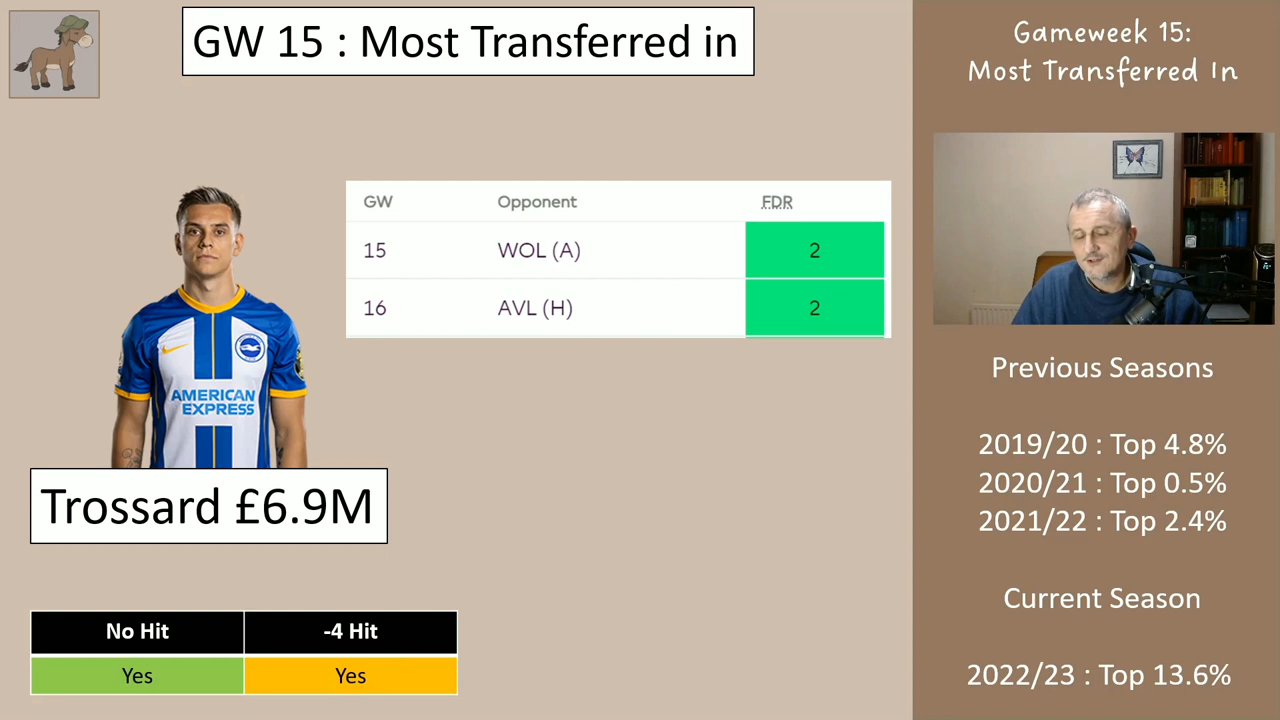 GW 15 : Most Transferred in
GW Opponent FDR
15 WOL (A) 2
16 AVL (H) 2
AMERICAN
EXPRESS
Trossard £6.9M
No Hit -4 Hit
Yes Yes
Gameweek 15:
Most Transferred In
Previous Seasons
2019/20 : Top 4.8%
2020/21 : Top 0.5%
2021/22 : Top 2.4%
Current Season
2022/23 : Top 13.6%